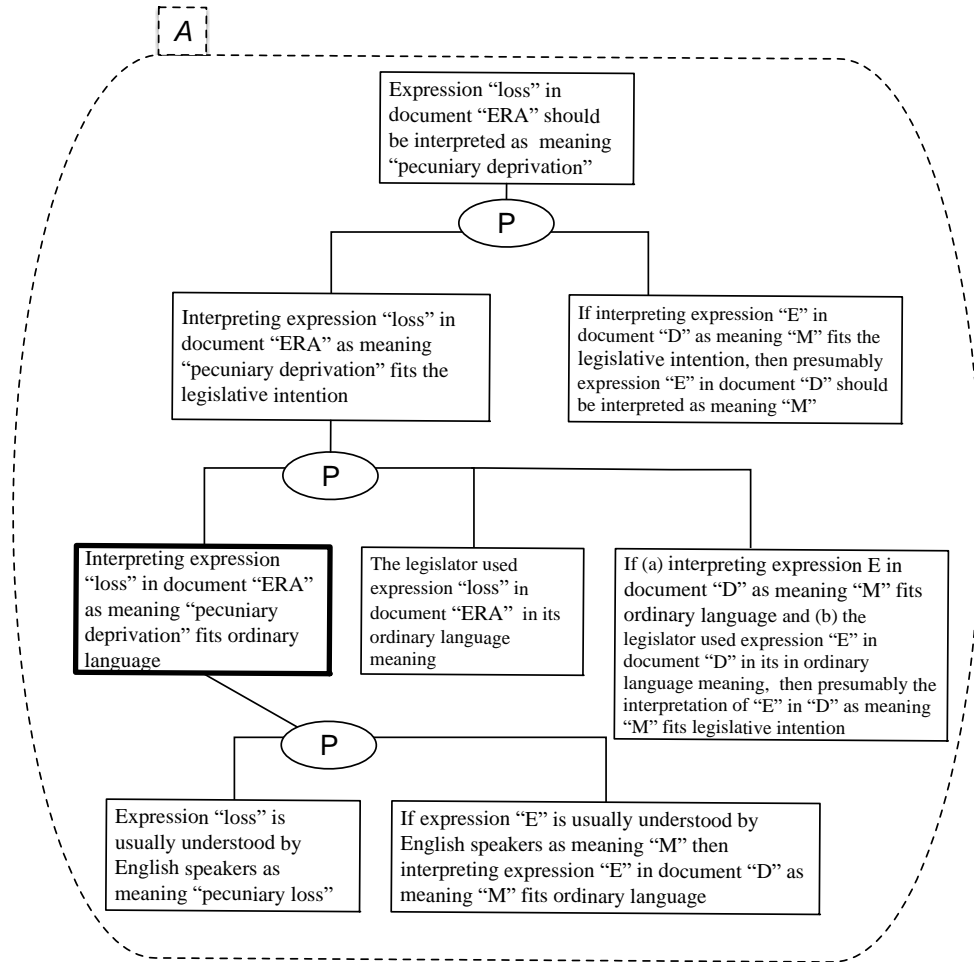 A
Expression “loss” in
document “ERA” should
be interpreted as meaning
“pecuniary deprivation”
P
Interpreting expression “loss” in
document “ERA” as meaning
“pecuniary deprivation” fits the
legislative intention
If interpreting expression “E” in
document “D” as meaning “M” fits the
legislative intention, then presumably
expression “E” in document “D” should
be interpreted as meaning “M”
P
Interpreting expression
“loss” in document “ERA”
as meaning “pecuniary
deprivation” fits ordinary
language
The legislator used
expression “loss” in
document “ERA” in its
ordinary language
meaning
If (a) interpreting expression E in
document “D” as meaning “M” fits
ordinary language and (b) the
legislator used expression “E” in
document “D” in its in ordinary
language meaning, then presumably the
interpretation of “E” in “D” as meaning
“M” fits legislative intention
P
Expression “loss” is
usually understood by
English speakers as
meaning “pecuniary loss”
If expression “E” is usually understood by
English speakers as meaning “M” then
interpreting expression “E” in document “D” as
meaning “M” fits ordinary language